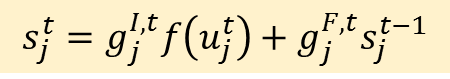 s_j^t = g_j^{I,t} f(u_j^t) + g_j^{F,t} s_j^{t-1}